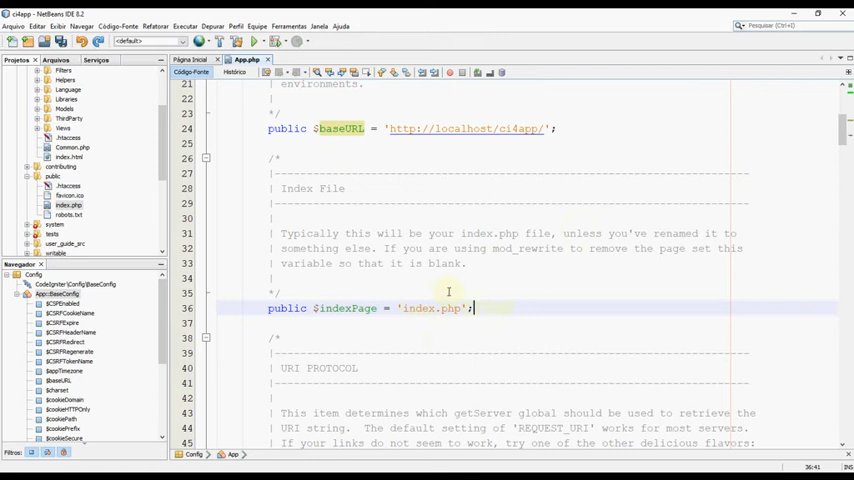 ci4app - NetBeans IDE 8.2
Arquivo Editar Exibir Navegar Código-Fonte Refatorar Executar Depurar Perfil Equipe Ferramentas Janela Ajuda
Pesquisar (Ctrl+I)
<default>
Projetos Arquivos Serviços
Página Inicial App.php
Código-Fonte Histórico
Filters
Helpers
Language
Libraries
Models
ThirdParty
Views
.htaccess
Common.php
index.html
contributing
public
.htaccess
favicon.ico
index.php
robots.txt
system
tests
user_guide_src
writable
Navegador
Config
CodeIgniter\Config\BaseConfig
App::BaseConfig
$CSPEnabled
$CSRFCookieName
$CSRFExpire
$CSRFHeaderName
$CSRFRedirect
$CSRFRegenerate
$CSRFTokenName
$appTimezone
$baseURL
$charset
$cookieDomain
$cookieHTTPOnly
$cookiePath
$cookiePrefix
$cookieSecure
Filtros:
21 | environments.
22 |
23 */
24 public $baseURL = 'http://localhost/ci4app/';
25
26 /*
27 |--------------------------------------------------------------------------
28 | Index File
29 |--------------------------------------------------------------------------
30 |
31 | Typically this will be your index.php file, unless you've renamed it to
32 | something else. If you are using mod_rewrite to remove the page set this
33 | variable so that it is blank.
34 |
35 */
36 public $indexPage = 'index.php';
37
38 /*
39 |--------------------------------------------------------------------------
40 | URI PROTOCOL
41 |--------------------------------------------------------------------------
42 |
43 | This item determines which getServer global should be used to retrieve the
44 | URI string. The default setting of 'REQUEST_URI' works for most servers.
45 | If your links do not seem to work, try one of the other delicious flavors:
Config App
36:41 INS